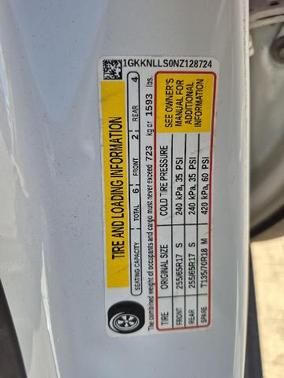 1GKKNLLS0NZ128724
TIRE AND LOADING INFORMATION
SEATING CAPACITY TOTAL 6 FRONT 2 REAR 4
The combined weight of occupants and cargo must never exceed 723 kg or 1593 lbs.
TIRE ORIGINAL SIZE COLD TIRE PRESSURE
FRONT 255/65R17 S 240 kPa, 35 PSI
REAR 255/65R17 S 240 kPa, 35 PSI
SPARE T135/70R18 M 420 kPa, 60 PSI
SEE OWNER'S
MANUAL FOR
ADDITIONAL
INFORMATION